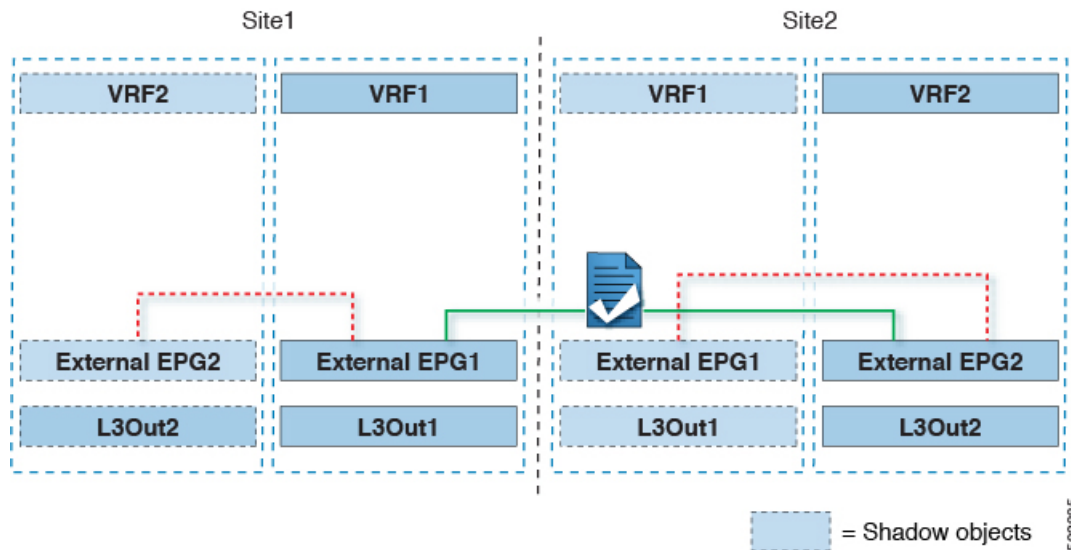 Site1
Site2
VRF2
VRF1
VRF1
VRF2
External EPG2
External EPG1
External EPG1
External EPG2
L3Out2
L3Out1
L3Out1
L3Out2
= Shadow objects